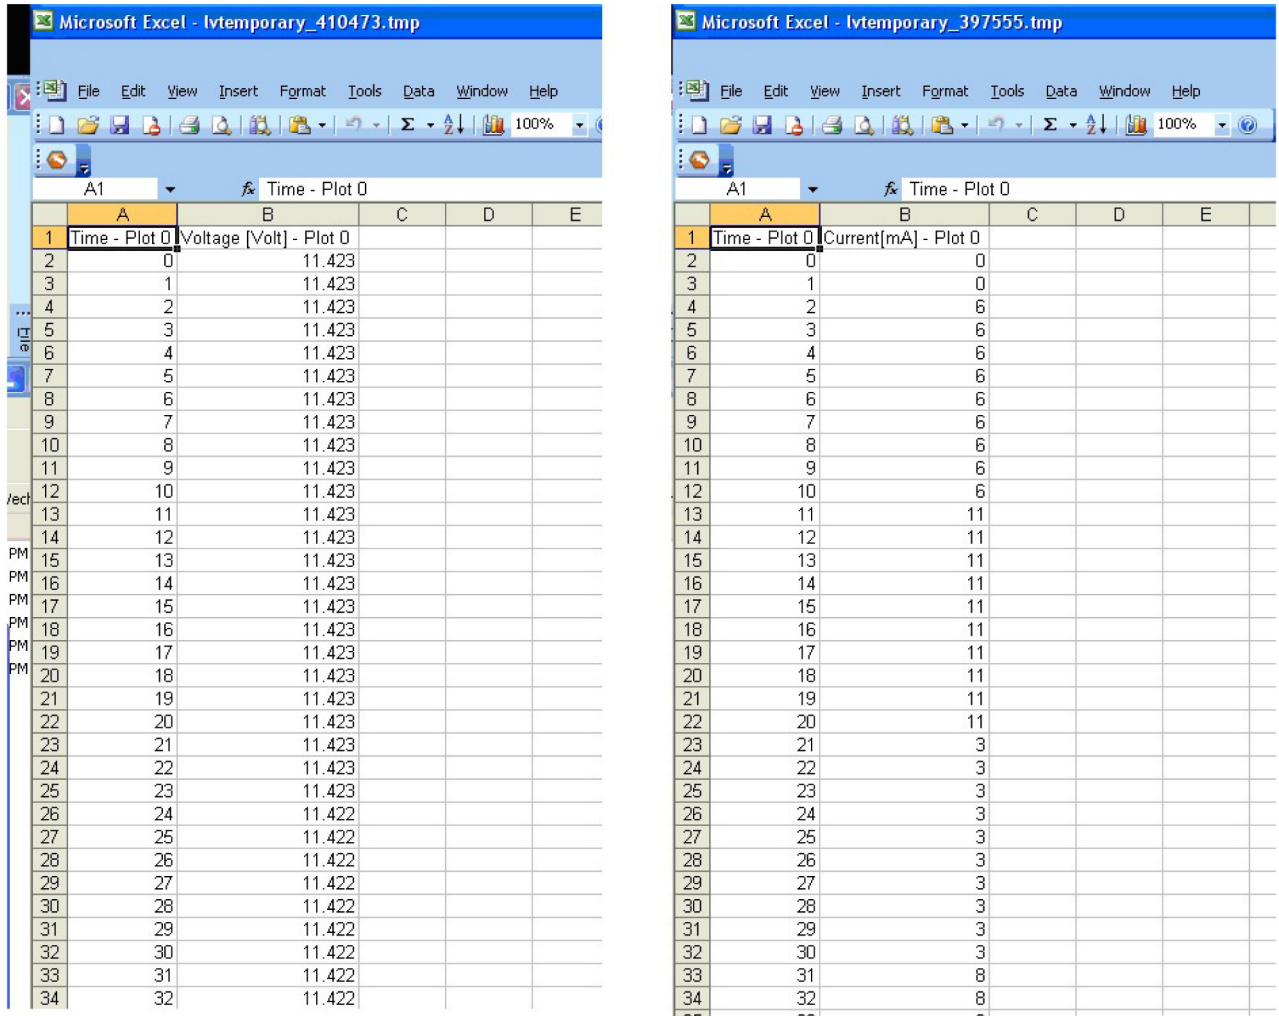 Microsoft Excel - lvtemporary_410473.tmp
File Edit View Insert Format Tools Data Window Help
Σ 100%
A1 fx Time - Plot 0
A B C D E
1 Time - Plot 0 Voltage [Volt] - Plot 0
2 0 11.423
3 1 11.423
4 2 11.423
5 3 11.423
6 4 11.423
7 5 11.423
8 6 11.423
9 7 11.423
10 8 11.423
11 9 11.423
12 10 11.423
13 11 11.423
14 12 11.423
15 13 11.423
16 14 11.423
17 15 11.423
18 16 11.423
19 17 11.423
20 18 11.423
21 19 11.423
22 20 11.423
23 21 11.423
24 22 11.423
25 23 11.423
26 24 11.422
27 25 11.422
28 26 11.422
29 27 11.422
30 28 11.422
31 29 11.422
32 30 11.422
33 31 11.422
34 32 11.422
File
PM
PM
PM
PM
PM
PM
Microsoft Excel - lvtemporary_397555.tmp
File Edit View Insert Format Tools Data Window Help
Σ 100%
A1 fx Time - Plot 0
A B C D E
1 Time - Plot 0 Current[mA] - Plot 0
2 0 0
3 1 0
4 2 6
5 3 6
6 4 6
7 5 6
8 6 6
9 7 6
10 8 6
11 9 6
12 10 6
13 11 11
14 12 11
15 13 11
16 14 11
17 15 11
18 16 11
19 17 11
20 18 11
21 19 11
22 20 11
23 21 3
24 22 3
25 23 3
26 24 3
27 25 3
28 26 3
29 27 3
30 28 3
31 29 3
32 30 3
33 31 8
34 32 8